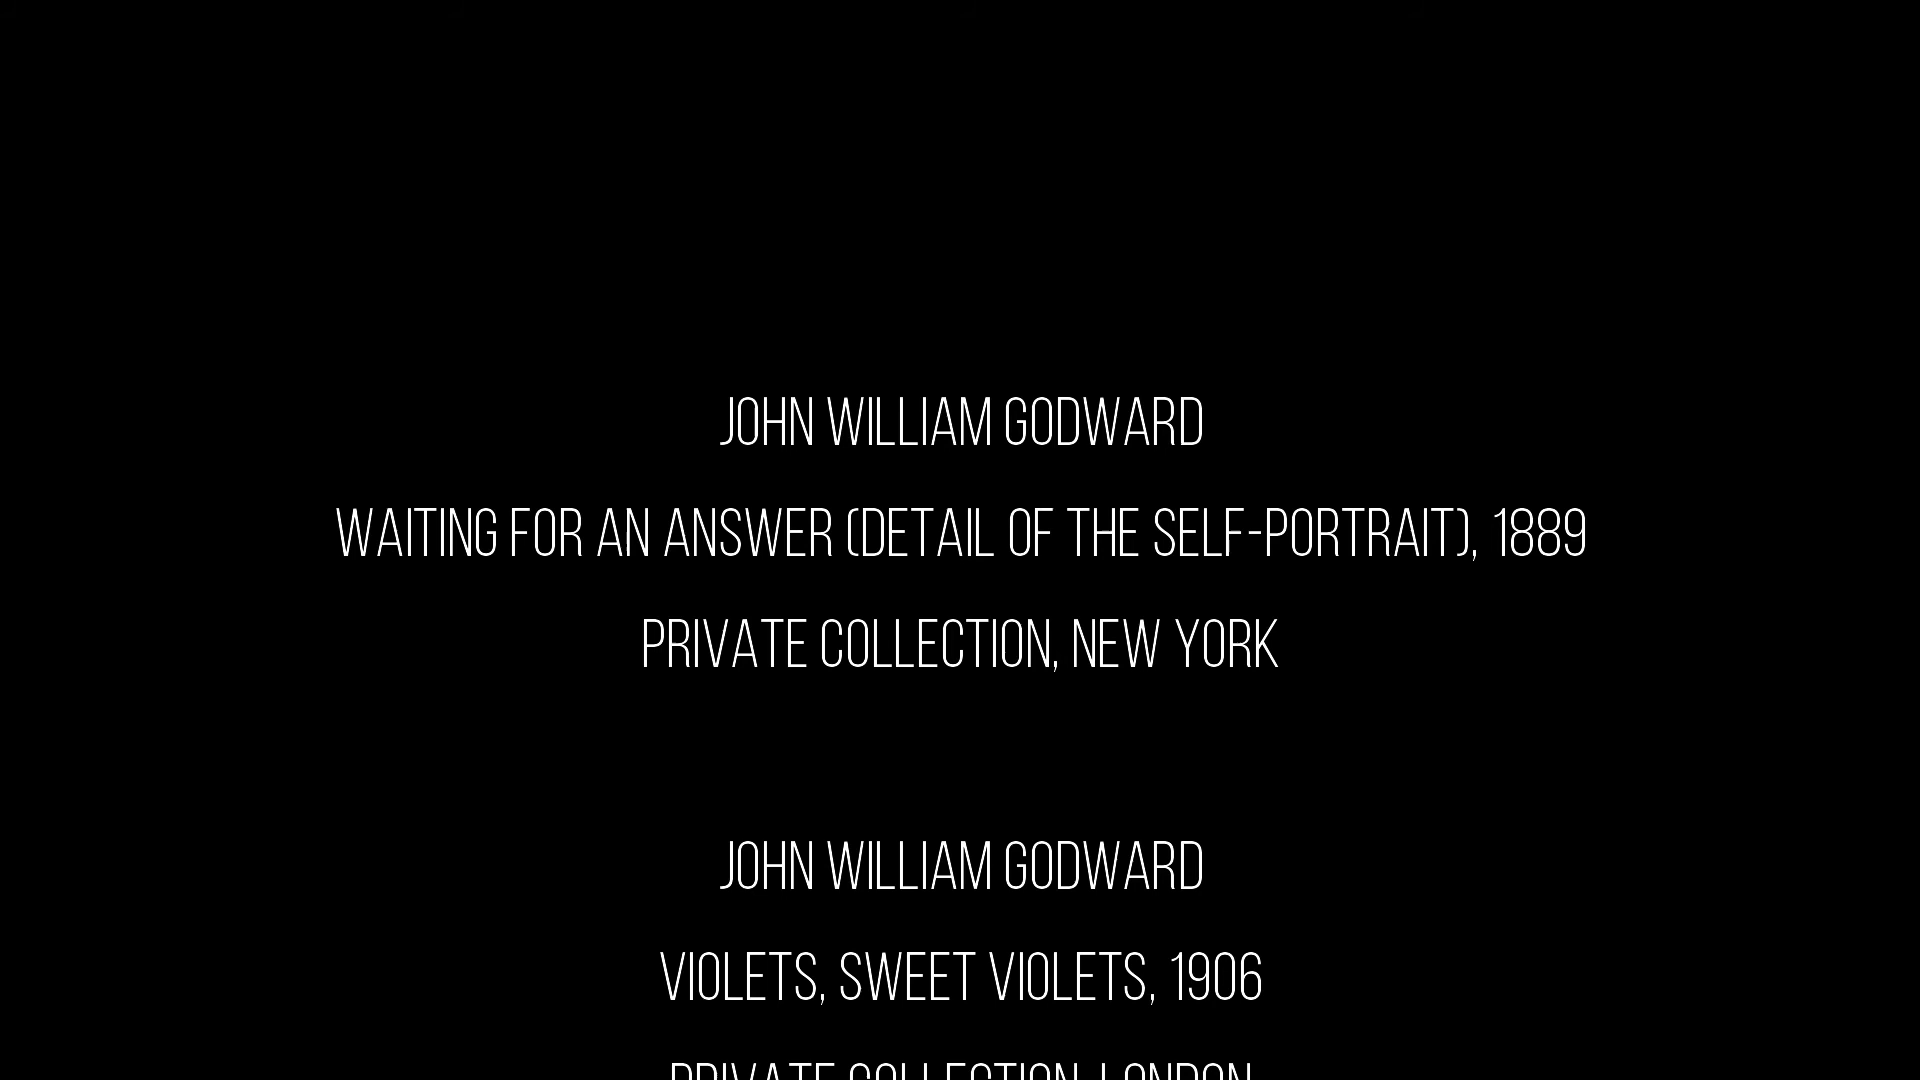 JOHN WILLIAM GODWARD
WAITING FOR AN ANSWER (DETAIL OF THE SELF-PORTRAIT), 1889
PRIVATE COLLECTION, NEW YORK
JOHN WILLIAM GODWARD
VIOLETS, SWEET VIOLETS, 1906
PRIVATE COLLECTION, LONDON